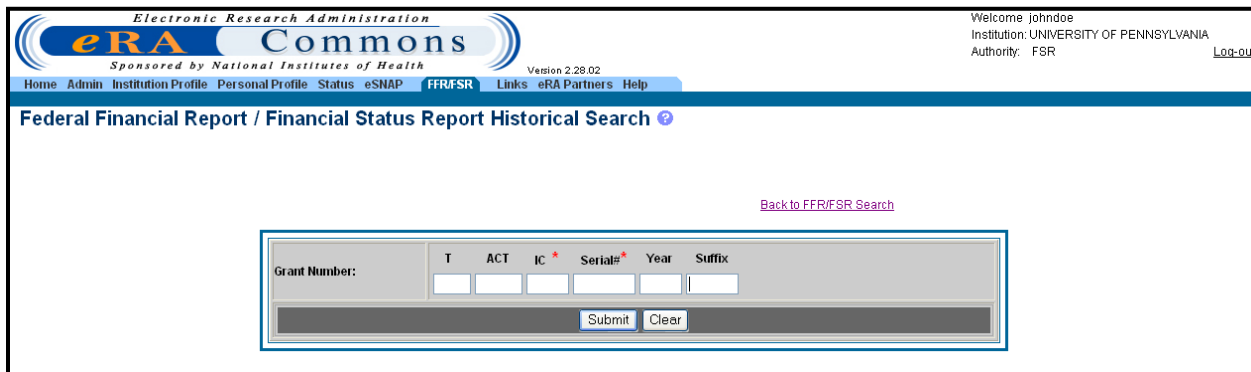 Electronic Research Administration
eRA Commons
Sponsored by National Institutes of Health
Version 2.28.02
Welcome johndoe
Institution: UNIVERSITY OF PENNSYLVANIA
Authority: FSR
Log-ou
Home Admin Institution Profile Personal Profile Status eSNAP FFR/FSR Links eRA Partners Help
Federal Financial Report / Financial Status Report Historical Search ?
Back to FFR/FSR Search
T ACT IC * Serial#* Year Suffix
Grant Number:
Submit Clear